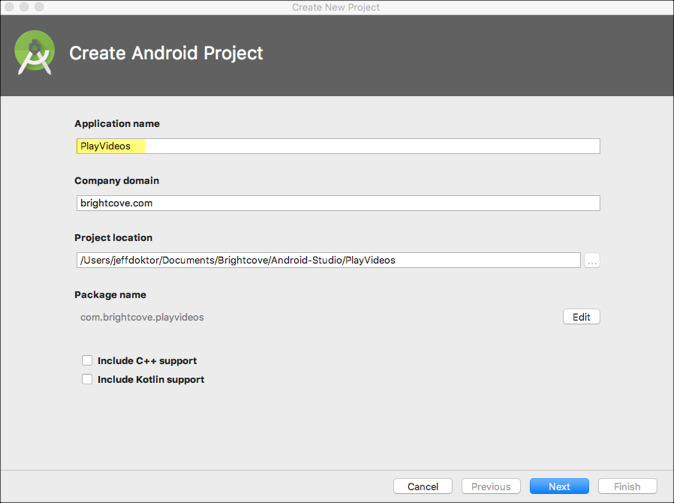 Create New Project
Create Android Project
Application name
PlayVideos
Company domain
brightcove.com
Project location
/Users/jeffdoktor/Documents/Brightcove/Android-Studio/PlayVideos
...
Package name
com.brightcove.playvideos
Edit
Include C++ support
Include Kotlin support
Cancel Previous Next Finish